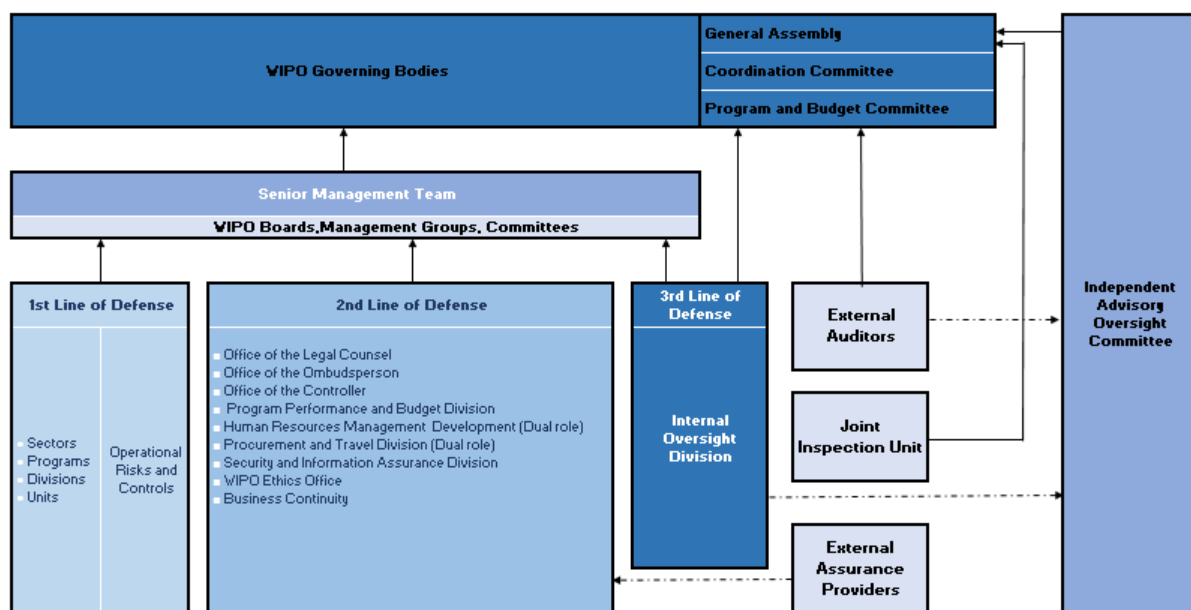 WIPO Governing Bodies
General Assembly
Coordination Committee
Program and Budget Committee
Senior Management Team
WIPO Boards,Management Groups, Committees
1st Line of Defense
Sectors
Programs
Divisions
Units
Operational
Risks and
Controls
2nd Line of Defense
Office of the Legal Counsel
Office of the Ombudsperson
Office of the Controller
Program Performance and Budget Division
Human Resources Management Development (Dual role)
Procurement and Travel Division (Dual role)
Security and Information Assurance Division
WIPO Ethics Office
Business Continuity
3rd Line of
Defense
Internal
Oversight
Division
External
Auditors
Joint
Inspection Unit
External
Assurance
Providers
Independent
Advisory
Oversight
Committee